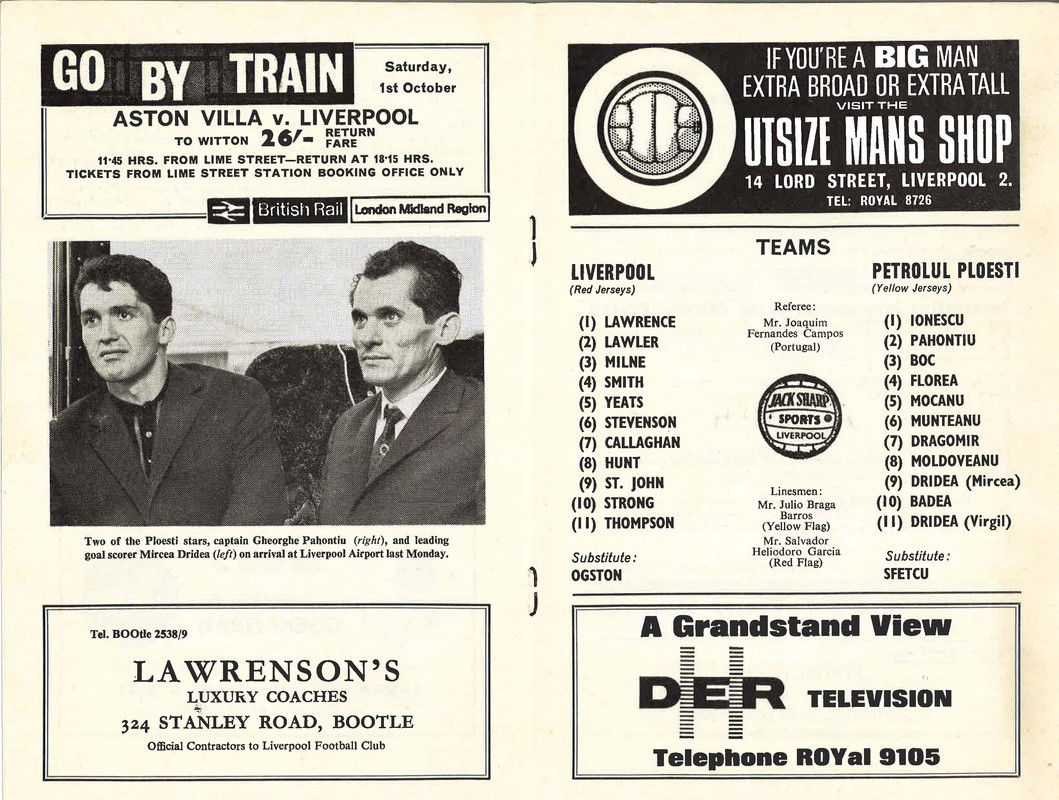 GO BY TRAIN
Saturday,
1st October
ASTON VILLA v. LIVERPOOL
TO WITTON 26/- RETURN FARE
11·45 HRS. FROM LIME STREET—RETURN AT 18·15 HRS.
TICKETS FROM LIME STREET STATION BOOKING OFFICE ONLY
British Rail London Midland Region
Two of the Ploesti stars, captain Gheorghe Pahontiu (right), and leading
goal scorer Mircea Dridea (left) on arrival at Liverpool Airport last Monday.
Tel. BOOtle 2538/9
LAWRENSON'S
LUXURY COACHES
324 STANLEY ROAD, BOOTLE
Official Contractors to Liverpool Football Club
IF YOU'RE A BIG MAN
EXTRA BROAD OR EXTRA TALL
VISIT THE
UTSIZE MANS SHOP
14 LORD STREET, LIVERPOOL 2.
TEL: ROYAL 8726
TEAMS
LIVERPOOL
(Red Jerseys)
(1) LAWRENCE
(2) LAWLER
(3) MILNE
(4) SMITH
(5) YEATS
(6) STEVENSON
(7) CALLAGHAN
(8) HUNT
(9) ST. JOHN
(10) STRONG
(11) THOMPSON
Substitute:
OGSTON
Referee:
Mr. Joaquim
Fernandes Campos
(Portugal)
JACK SHARP
SPORTS
LIVERPOOL
Linesmen:
Mr. Julio Braga
Barros
(Yellow Flag)
Mr. Salvador
Heliodoro Garcia
(Red Flag)
PETROLUL PLOESTI
(Yellow Jerseys)
(1) IONESCU
(2) PAHONTIU
(3) BOC
(4) FLOREA
(5) MOCANU
(6) MUNTEANU
(7) DRAGOMIR
(8) MOLDOVEANU
(9) DRIDEA (Mircea)
(10) BADEA
(11) DRIDEA (Virgil)
Substitute:
SFETCU
A Grandstand View
DER TELEVISION
Telephone ROYal 9105